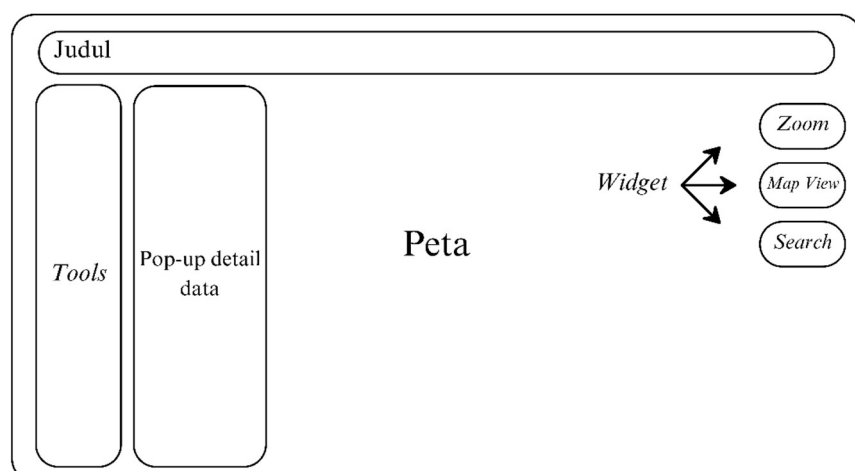 Judul
Tools
Pop-up detail
data
Peta
Widget
Zoom
Map View
Search